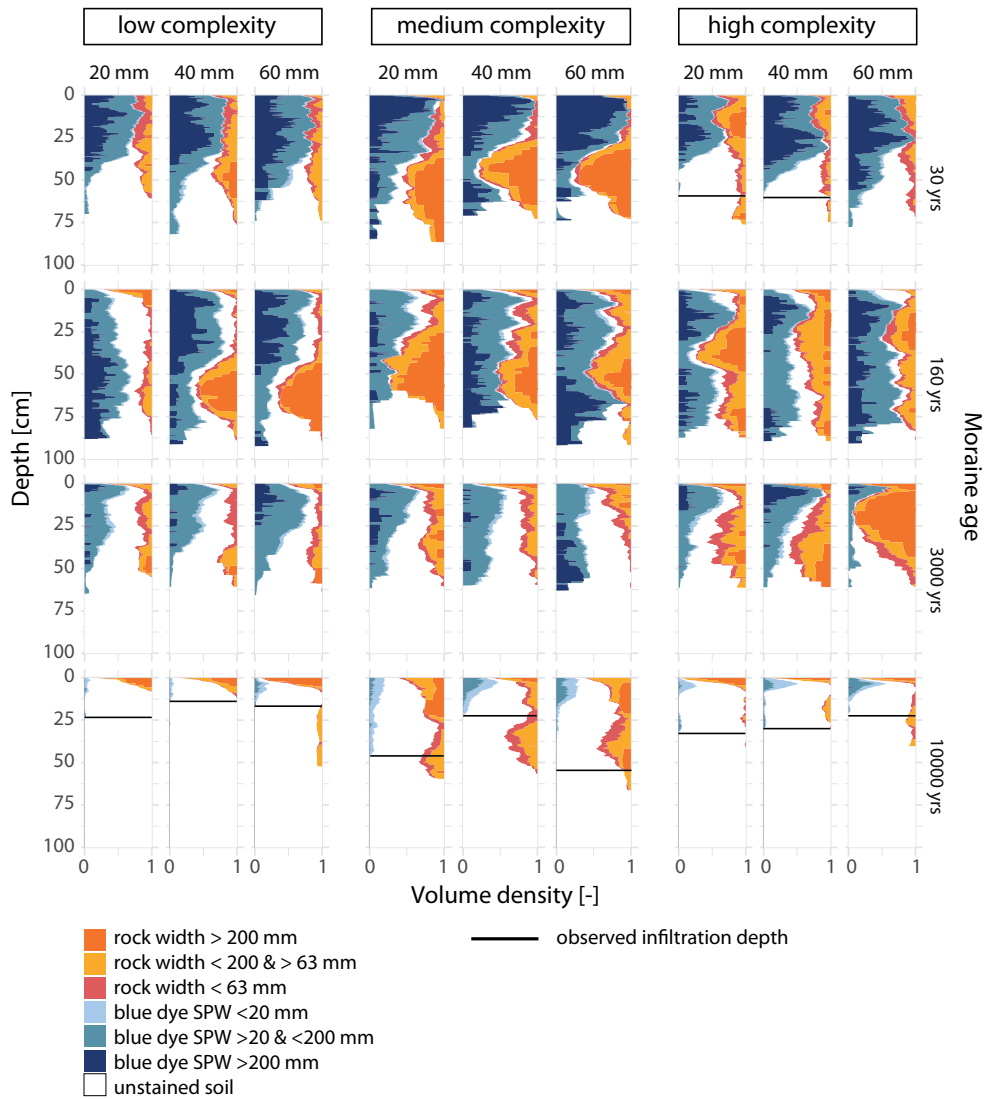 low complexity medium complexity high complexity
20 mm 40 mm 60 mm 20 mm 40 mm 60 mm 20 mm 40 mm 60 mm
0
25
50
75
100
30 yrs
0
25
50
75
100
160 yrs
0
25
50
75
100
3000 yrs
0
25
50
75
100
10000 yrs
Depth [cm]
Moraine age
0 1 0 1 0 1 0 1 0 1 0 1 0 1 0 1 0 1
Volume density [-]
rock width > 200 mm
rock width < 200 & > 63 mm
rock width < 63 mm
blue dye SPW <20 mm
blue dye SPW >20 & <200 mm
blue dye SPW >200 mm
unstained soil
observed infiltration depth